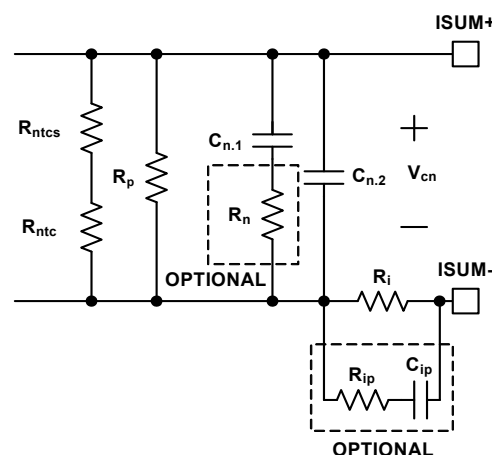 ISUM+
Rntcs
Cn.1
+
Rp
Cn.2
Vcn
Rntc
Rn
−
OPTIONAL
Ri
ISUM-
Rip
Cip
OPTIONAL